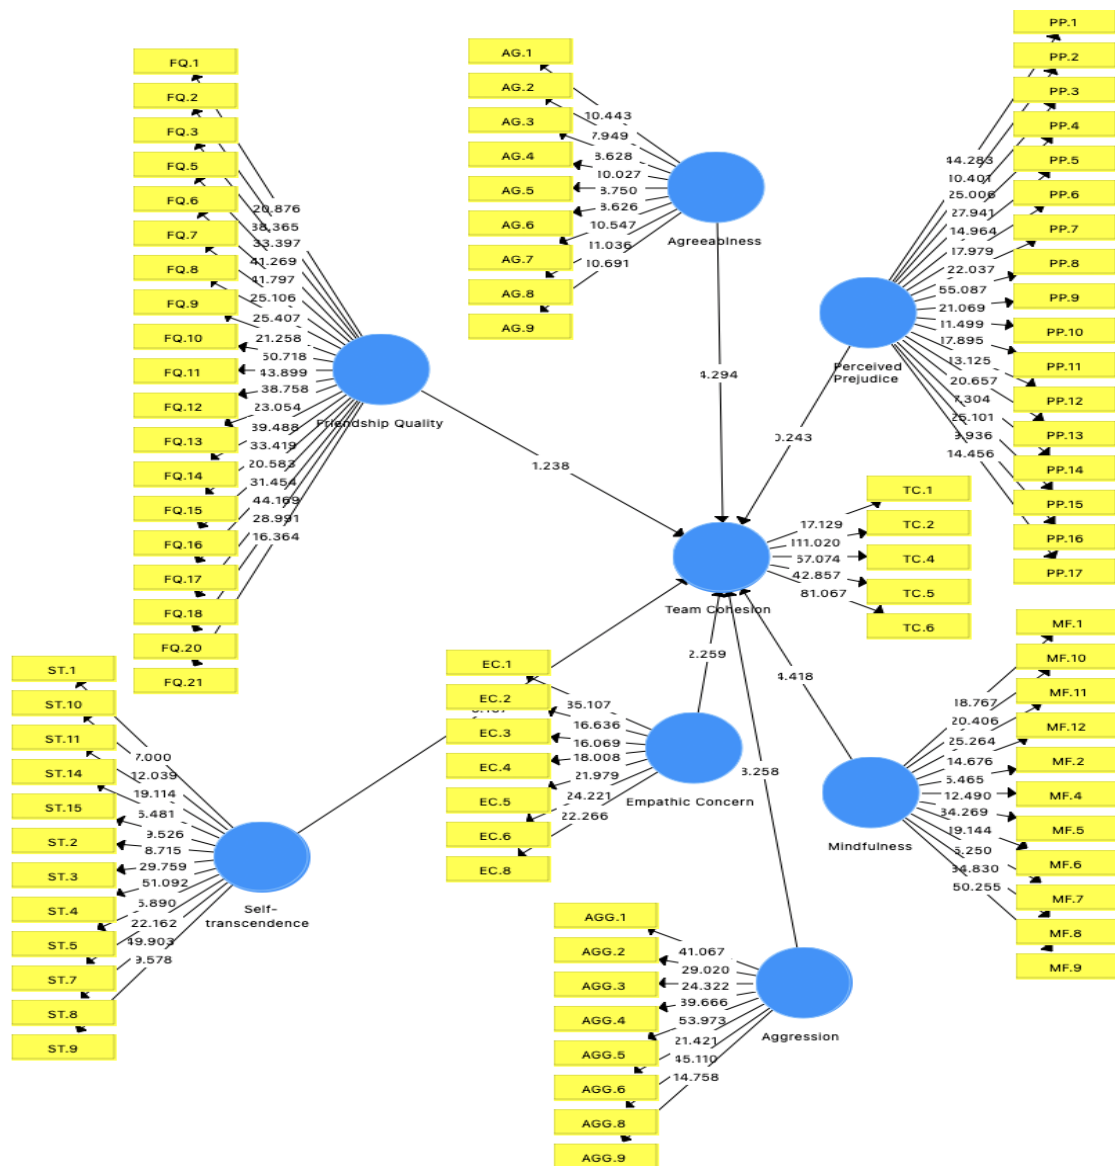 FQ.1
FQ.2
FQ.3
FQ.5
FQ.6
FQ.7
FQ.8
FQ.9
FQ.10
FQ.11
FQ.12
FQ.13
FQ.14
FQ.15
FQ.16
FQ.17
FQ.18
FQ.20
FQ.21
20.876
38.365
33.397
41.269
41.797
25.106
25.407
21.258
50.718
43.899
38.758
23.054
39.488
33.419
20.583
31.454
44.169
28.991
16.364
Friendship Quality
1.238
AG.1
AG.2
AG.3
AG.4
AG.5
AG.6
AG.7
AG.8
AG.9
10.443
7.949
10.027
10.547
11.036
10.691
Agreeablness
4.294
PP.1
PP.2
PP.3
PP.4
PP.5
PP.6
PP.7
PP.8
PP.9
PP.10
PP.11
PP.12
PP.13
PP.14
PP.15
PP.16
PP.17
44.283
10.401
25.006
27.941
14.964
17.979
22.037
55.087
21.069
11.499
17.895
13.125
20.657
7.304
25.101
14.456
Perceived
Prejudice
0.243
TC.1
TC.2
TC.4
TC.5
TC.6
17.129
111.020
57.074
42.857
81.067
Team Cohesion
ST.1
ST.10
ST.11
ST.14
ST.15
ST.2
ST.3
ST.4
ST.5
ST.7
ST.8
ST.9
7.000
12.039
19.114
9.526
8.715
29.759
51.092
22.162
49.903
9.578
Self-
transcendence
EC.1
EC.2
EC.3
EC.4
EC.5
EC.6
EC.8
35.107
16.636
16.069
18.008
21.979
24.221
22.266
Empathic Concern
2.259
AGG.1
AGG.2
AGG.3
AGG.4
AGG.5
AGG.6
AGG.8
AGG.9
41.067
29.020
24.322
39.666
53.973
21.421
45.110
14.758
Aggression
3.258
MF.1
MF.10
MF.11
MF.12
MF.2
MF.4
MF.5
MF.6
MF.7
MF.8
MF.9
18.767
20.406
25.264
14.676
12.490
34.269
19.144
34.830
50.255
Mindfulness
4.418